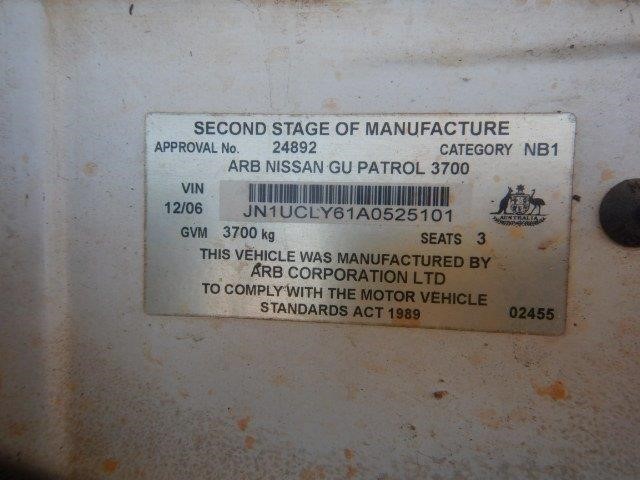 SECOND STAGE OF MANUFACTURE
APPROVAL No. 24892 CATEGORY NB1
ARB NISSAN GU PATROL 3700
VIN
12/06 JN1UCLY61A0525101
AUSTRALIA
GVM 3700 kg SEATS 3
THIS VEHICLE WAS MANUFACTURED BY
ARB CORPORATION LTD
TO COMPLY WITH THE MOTOR VEHICLE
STANDARDS ACT 1989 02455